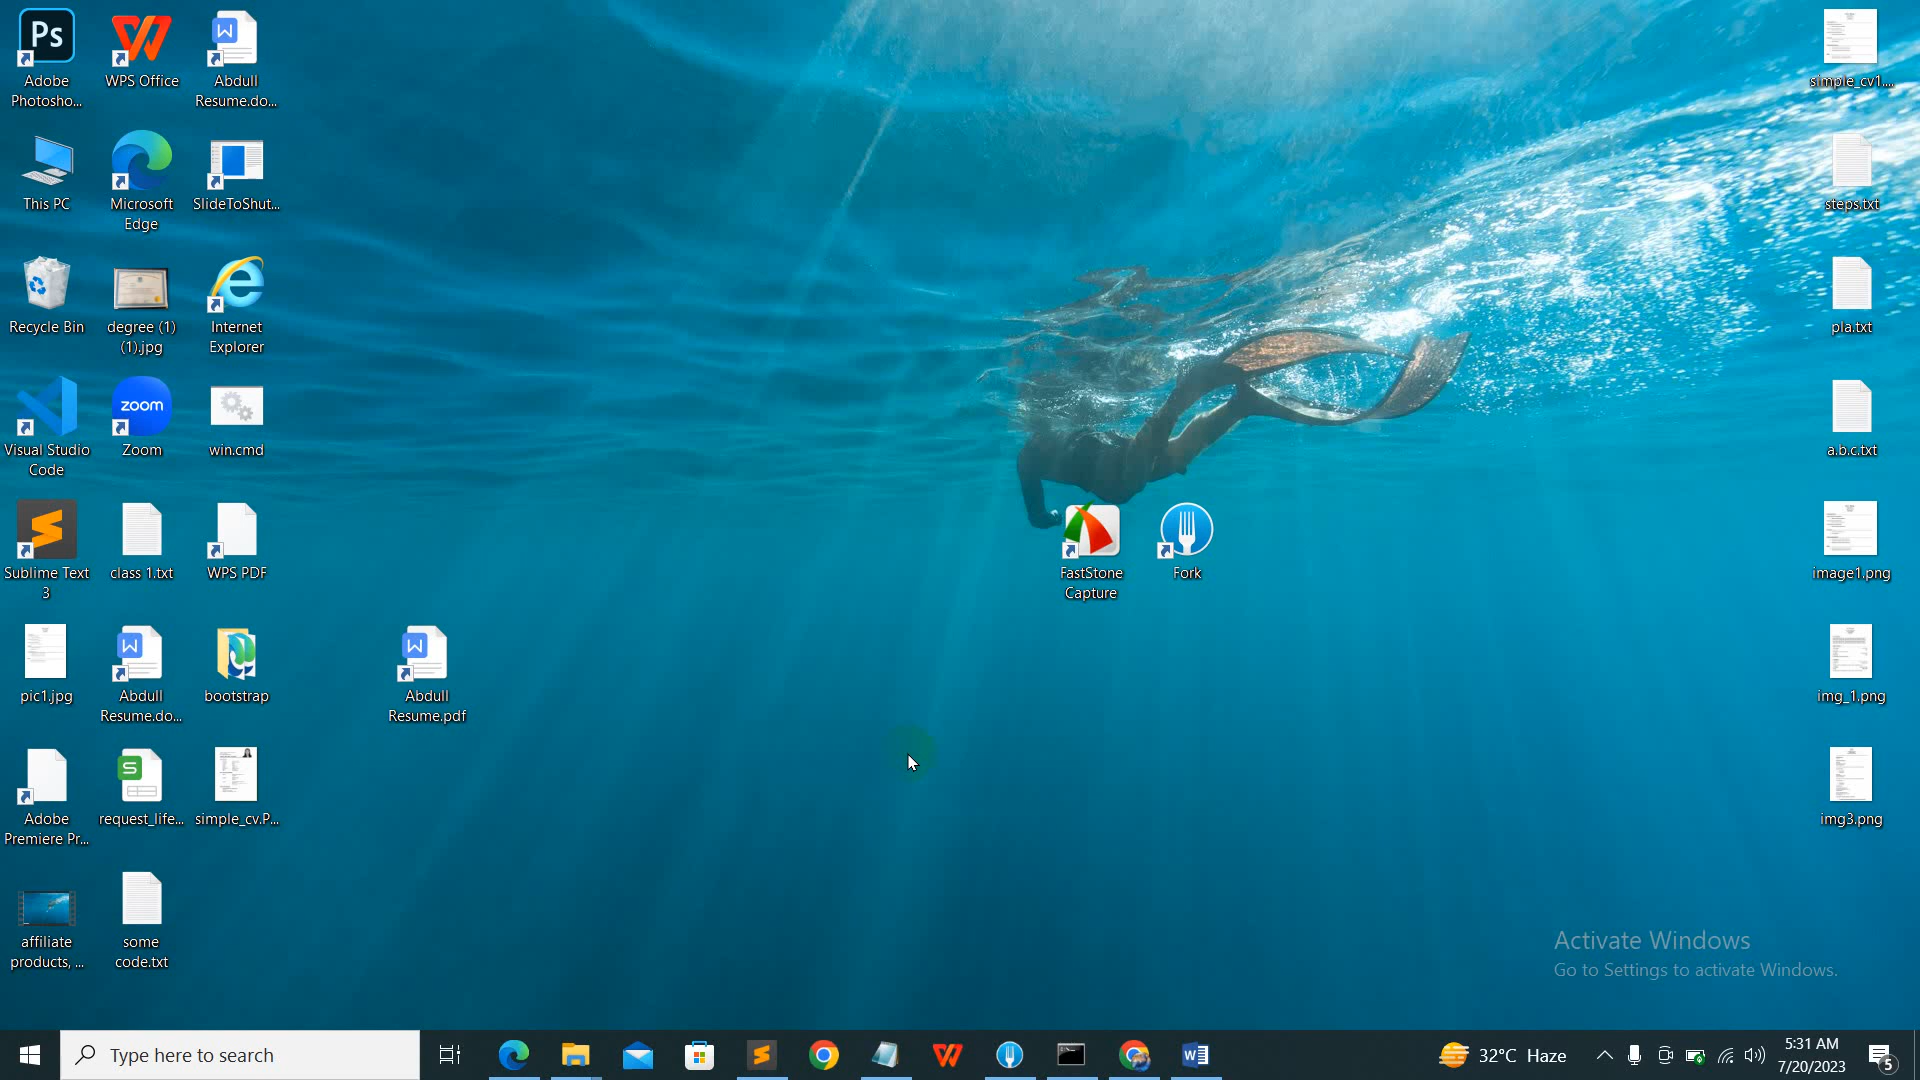 Ps
Adobe
Photosho...
WPS Office
Abdull
Resume.do...
This PC
Microsoft
Edge
SlideToShut...
Recycle Bin
degree (1)
(1).jpg
Internet
Explorer
Visual Studio
Code
zoom
Zoom
win.cmd
Sublime Text
3
class 1.txt
WPS PDF
pic1.jpg
Abdull
Resume.do...
bootstrap
Abdull
Resume.pdf
Adobe
Premiere Pr...
request_life...
simple_cv.P...
affiliate
products, ...
some
code.txt
FastStone
Capture
Fork
simple_cv1....
steps.txt
pla.txt
a.b.c.txt
image1.png
img_1.png
img3.png
Activate Windows
Go to Settings to activate Windows.
Type here to search
32°C Haze
5:31 AM
7/20/2023
5